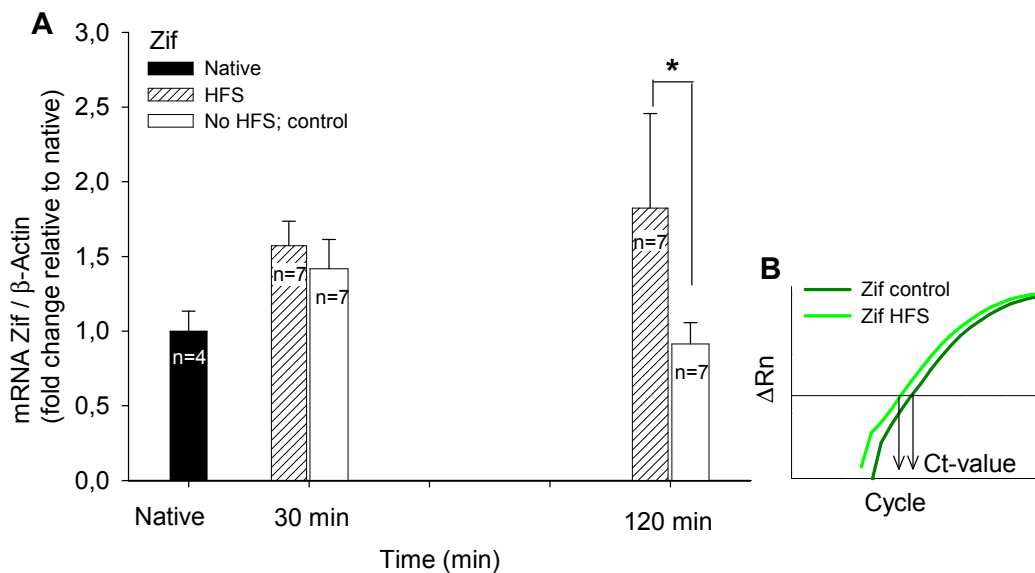 A
Zif
Native
HFS
No HFS; control
3,0
2,5
2,0
1,5
1,0
0,5
0,0
mRNA Zif / β-Actin
(fold change relative to native)
*
n=4
n=7
n=7
n=7
n=7
Native
30 min
120 min
Time (min)
B
Zif control
Zif HFS
ΔRn
Ct-value
Cycle